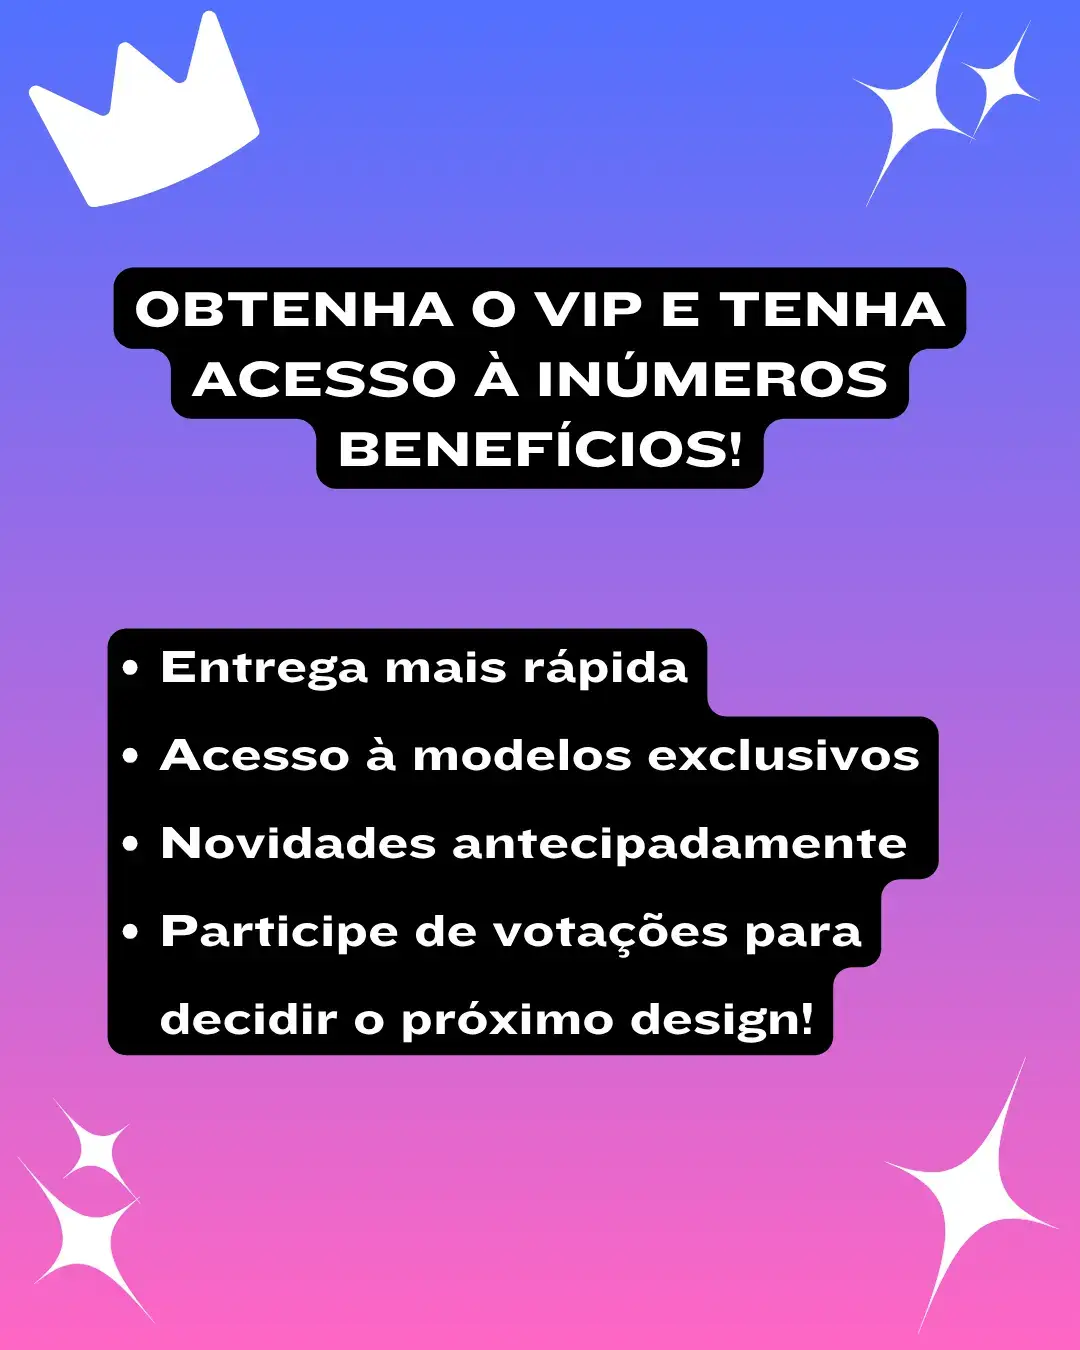 OBTENHA O VIP E TENHA
ACESSO À INÚMEROS
BENEFÍCIOS!
• Entrega mais rápida
• Acesso à modelos exclusivos
• Novidades antecipadamente
• Participe de votações para
decidir o próximo design!